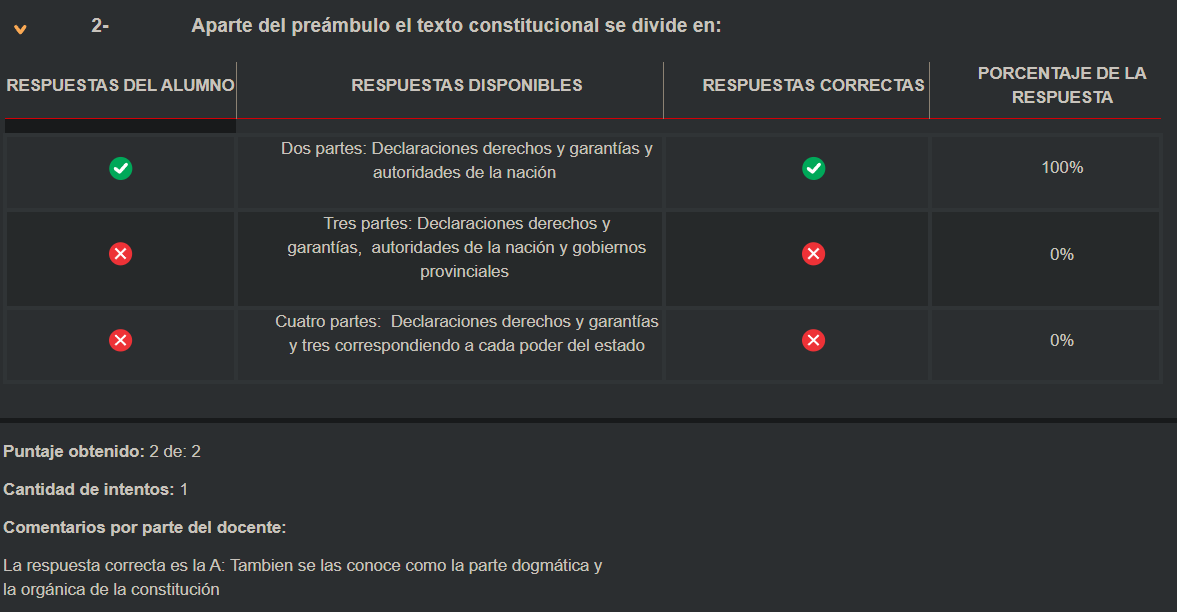 2- Aparte del preámbulo el texto constitucional se divide en:
RESPUESTAS DEL ALUMNO RESPUESTAS DISPONIBLES RESPUESTAS CORRECTAS PORCENTAJE DE LA
RESPUESTA
Dos partes: Declaraciones derechos y garantías y
autoridades de la nación
100%
Tres partes: Declaraciones derechos y
garantías, autoridades de la nación y gobiernos
provinciales
0%
Cuatro partes: Declaraciones derechos y garantías
y tres correspondiendo a cada poder del estado
0%
Puntaje obtenido: 2 de: 2
Cantidad de intentos: 1
Comentarios por parte del docente:
La respuesta correcta es la A: Tambien se las conoce como la parte dogmática y
la orgánica de la constitución